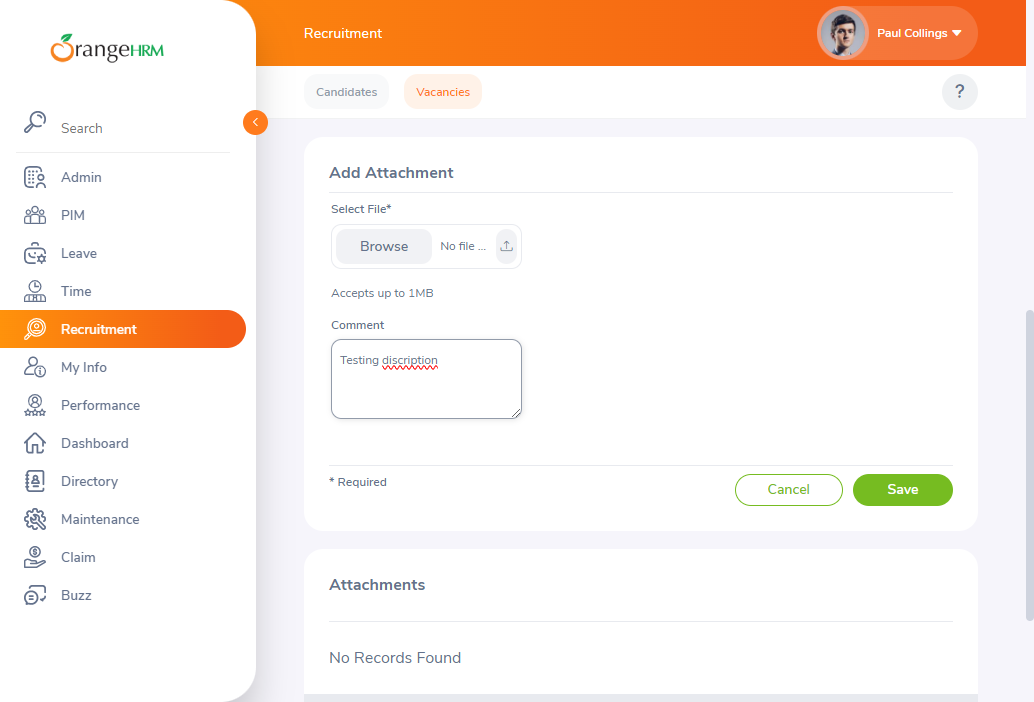 OrangeHRM
Search
Admin
PIM
Leave
Time
Recruitment
My Info
Performance
Dashboard
Directory
Maintenance
Claim
Buzz
Recruitment
Paul Collings
Candidates
Vacancies
?
Add Attachment
Select File*
Browse
No file ...
Accepts up to 1MB
Comment
Testing discription
* Required
Cancel
Save
Attachments
No Records Found